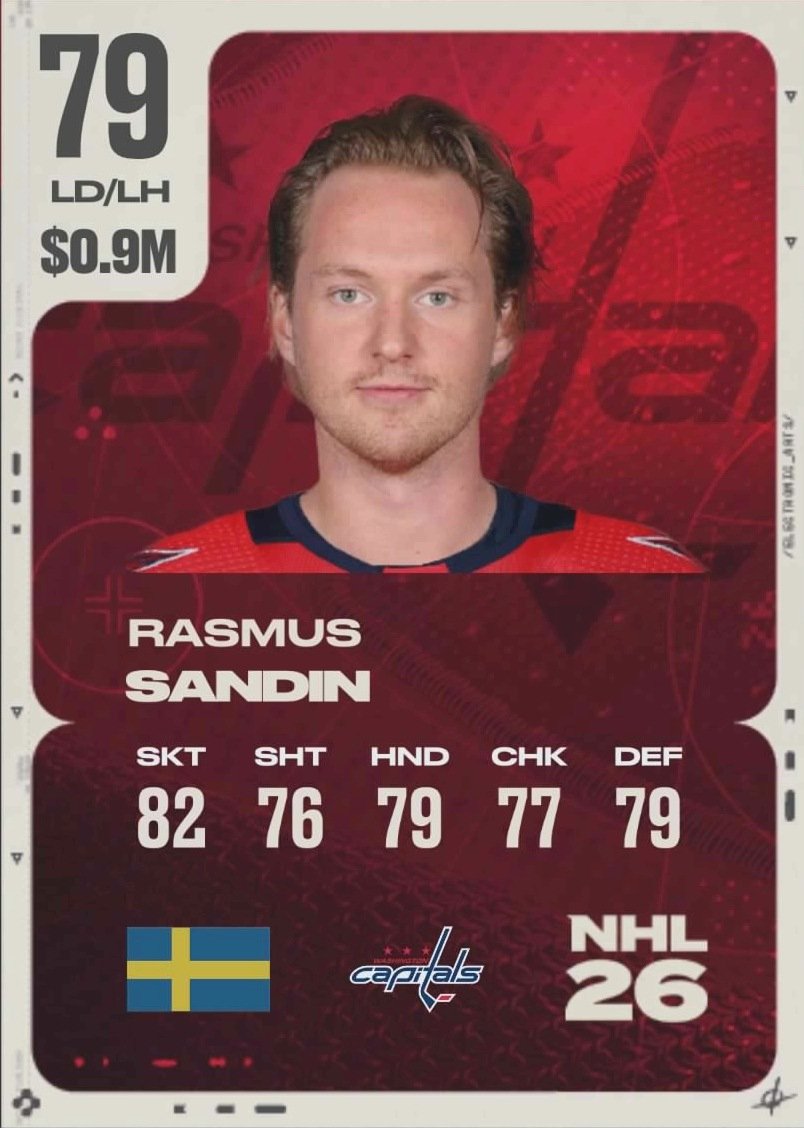 79
LD/LH
$0.9M
RASMUS
SANDIN
SKT SHT HND CHK DEF
82 76 79 77 79
WASHINGTON
capitals
NHL
26